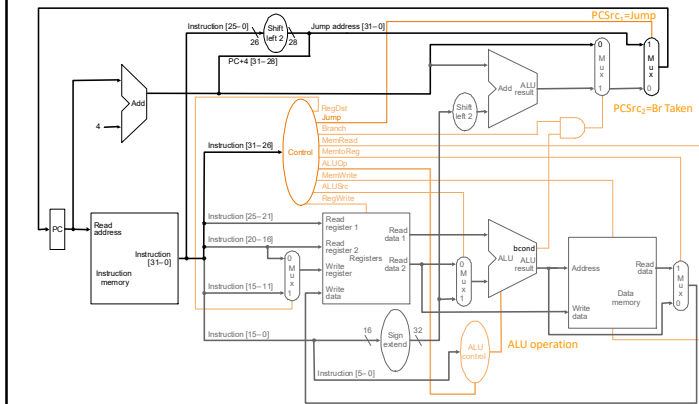 Instruction [25–0]
Shift
left 2
Jump address [31–0]
PCSrc₁=Jump
26
28
PC+4 [31–28]
0
M
u
x
1
1
M
u
x
0
Add
4
Add
ALU
result
Shift
left 2
PCSrc₂=Br Taken
RegDst
Jump
Branch
MemRead
MemtoReg
ALUOp
MemWrite
ALUSrc
RegWrite
Control
Instruction [31–26]
PC
Read
address
Instruction
[31–0]
Instruction
memory
Instruction [25–21]
Instruction [20–16]
Instruction [15–11]
0
M
u
x
1
Read
register 1
Read
register 2
Registers
Write
register
Write
data
Read
data 1
Read
data 2
0
M
u
x
1
bcond
ALU
ALU
result
Address
Read
data
Data
memory
Write
data
1
M
u
x
0
Instruction [15–0]
16
Sign
extend
32
ALU
control
ALU operation
Instruction [5–0]